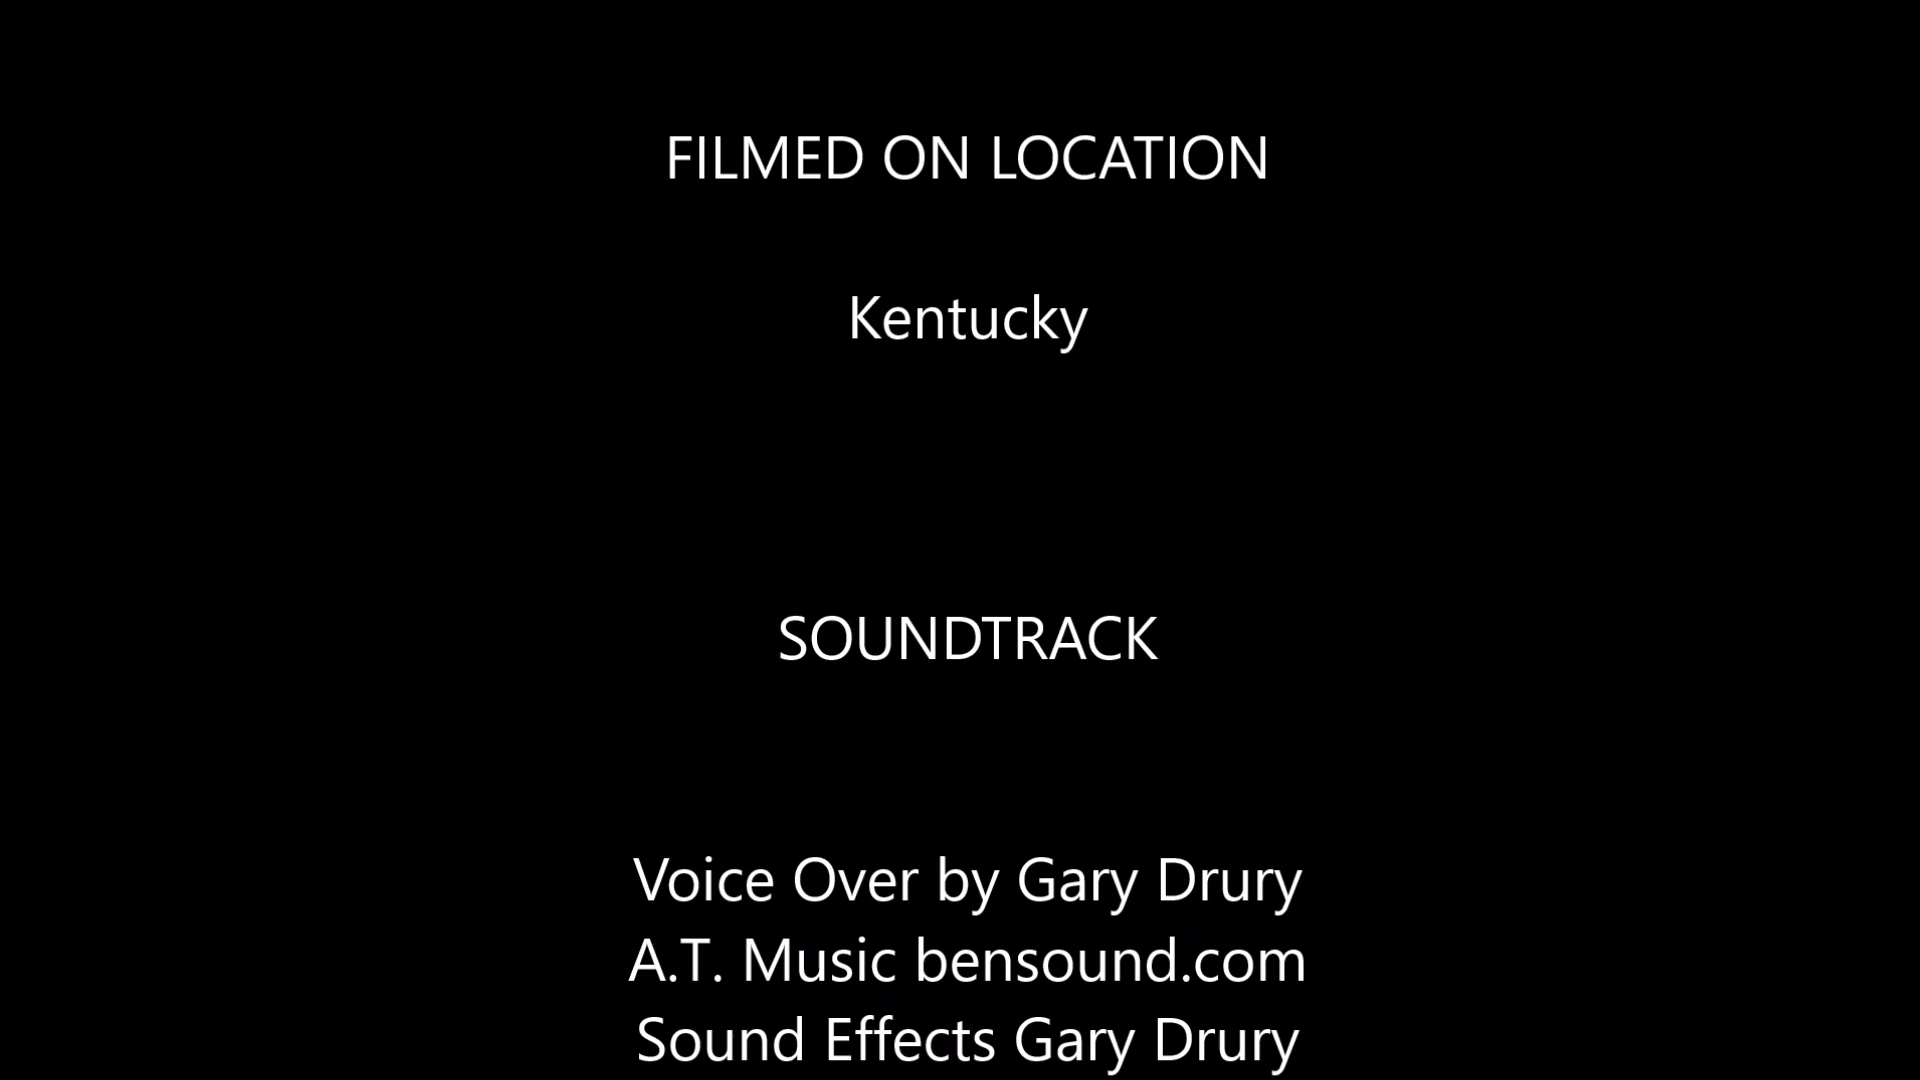 FILMED ON LOCATION
Kentucky
SOUNDTRACK
Voice Over by Gary Drury
A.T. Music bensound.com
Sound Effects Gary Drury